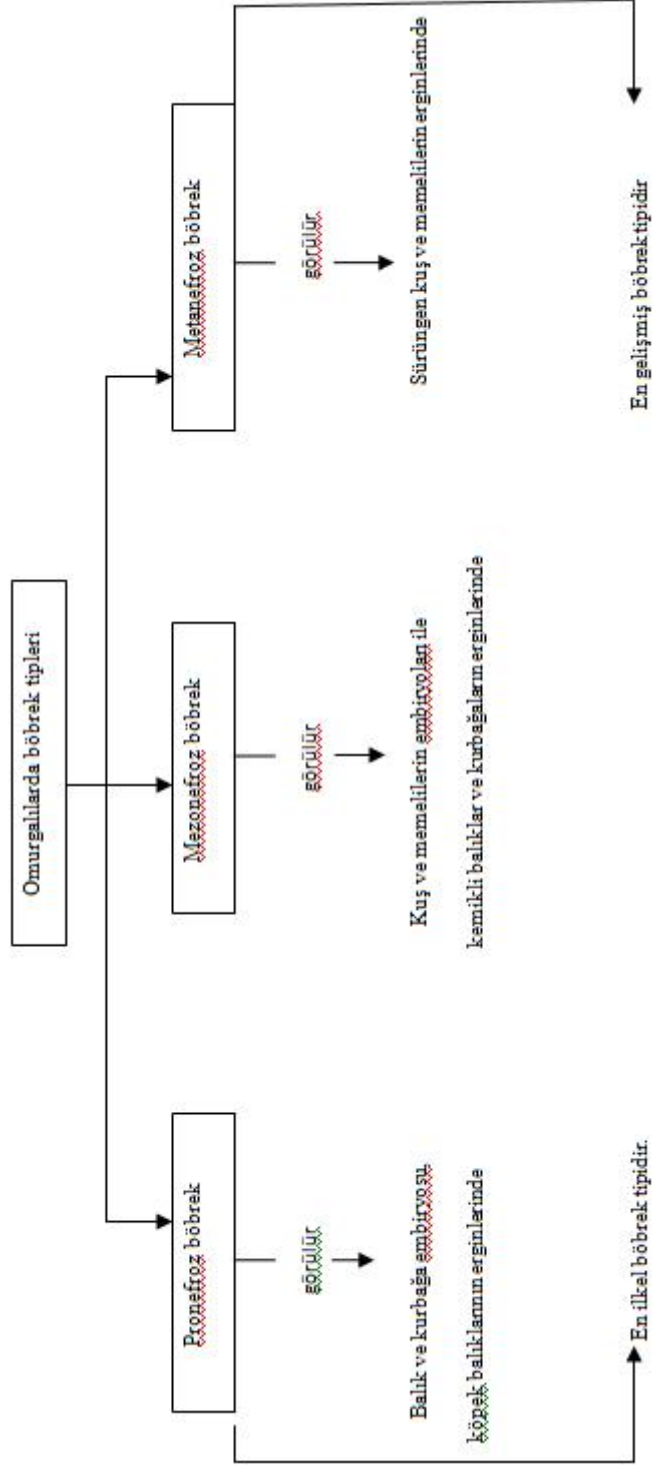 Omurgalılarda böbrek tipleri
Pronefroz böbrek
görülür
Balık ve kurbağa embiryosu,
köpek balıklarının erginlerinde
En ilkel böbrek tipidir.
Mezonefroz böbrek
görülür
Kuş ve memelilerin embiryoları ile
kemikli balıklar ve kurbağaların erginlerinde
Metanefroz böbrek
görülür
Sürüngen kuş ve memelilerin erginlerinde
En gelişmiş böbrek tipidir